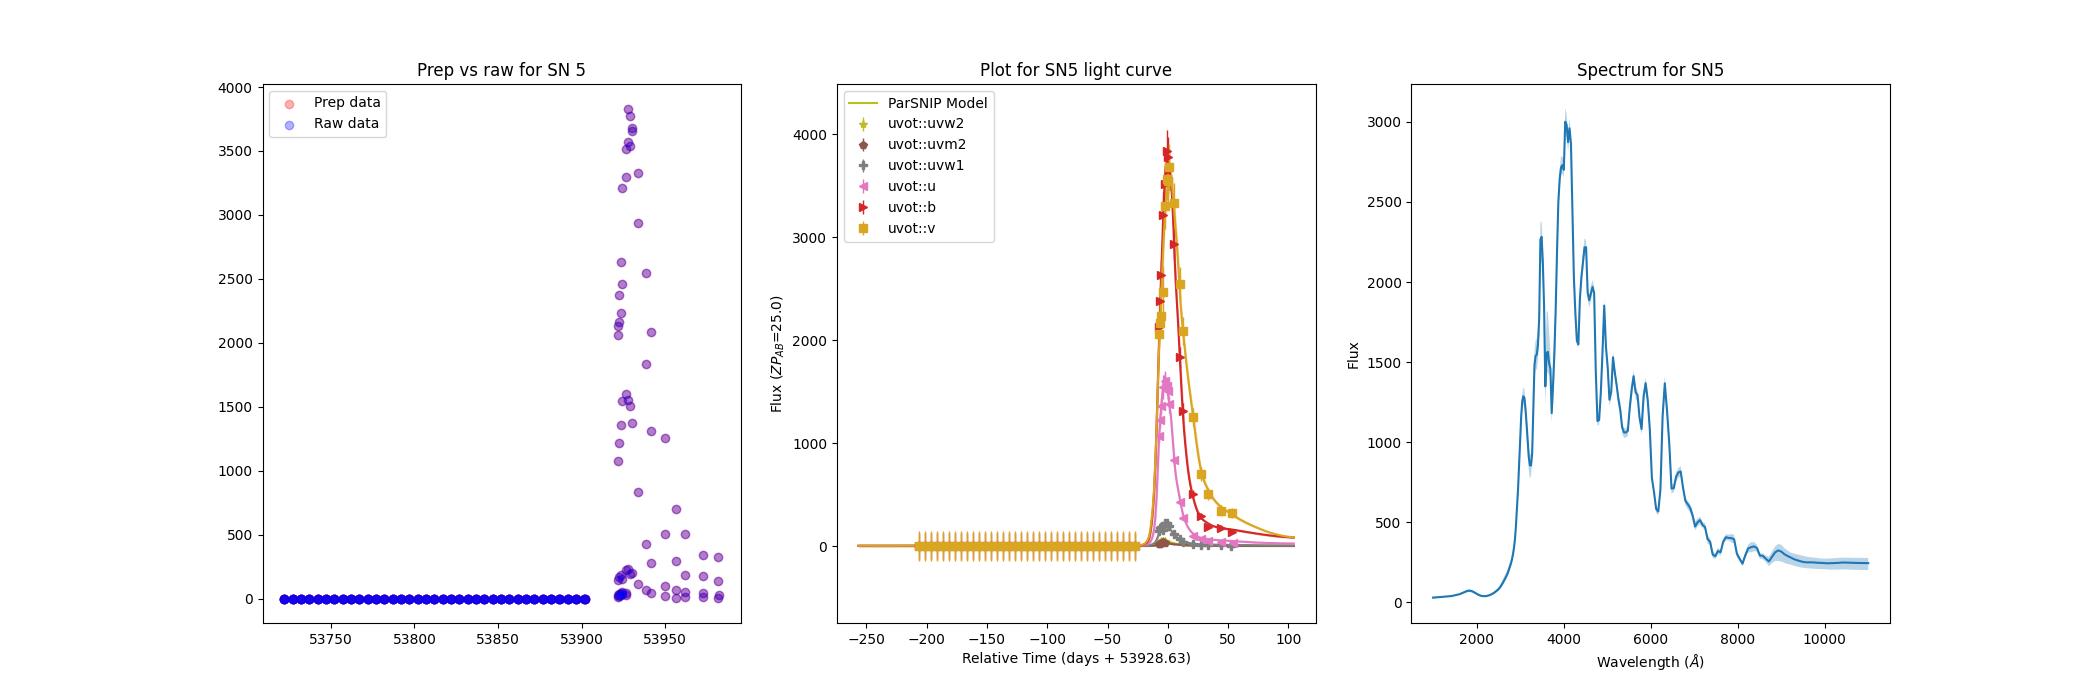 Prep vs raw for SN 5
4000
3500
3000
2500
2000
1500
1000
500
0
53750
53800
53850
53900
53950
Prep data
Raw data
Plot for SN5 light curve
Flux (ZP_AB=25.0)
4000
3000
2000
1000
0
−250
−200
−150
−100
−50
0
50
100
Relative Time (days + 53928.63)
ParSNIP Model
uvot::uvw2
uvot::uvm2
uvot::uvw1
uvot::u
uvot::b
uvot::v
Spectrum for SN5
Flux
3000
2500
2000
1500
1000
500
0
2000
4000
6000
8000
10000
Wavelength (Å)